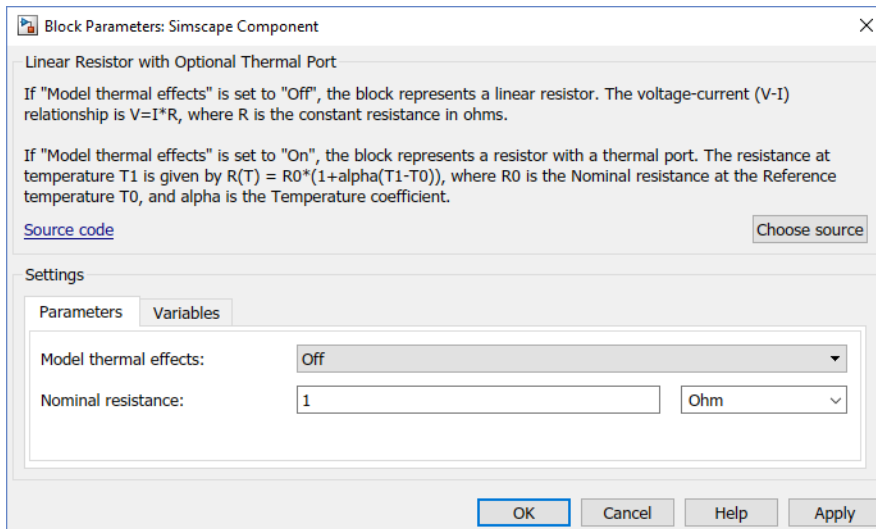 Block Parameters: Simscape Component
Linear Resistor with Optional Thermal Port
If "Model thermal effects" is set to "Off", the block represents a linear resistor. The voltage-current (V-I)
relationship is V=I*R, where R is the constant resistance in ohms.
If "Model thermal effects" is set to "On", the block represents a resistor with a thermal port. The resistance at
temperature T1 is given by R(T) = R0*(1+alpha(T1-T0)), where R0 is the Nominal resistance at the Reference
temperature T0, and alpha is the Temperature coefficient.
Source code Choose source
Settings
Parameters Variables
Model thermal effects: Off
Nominal resistance: 1 Ohm
OK Cancel Help Apply